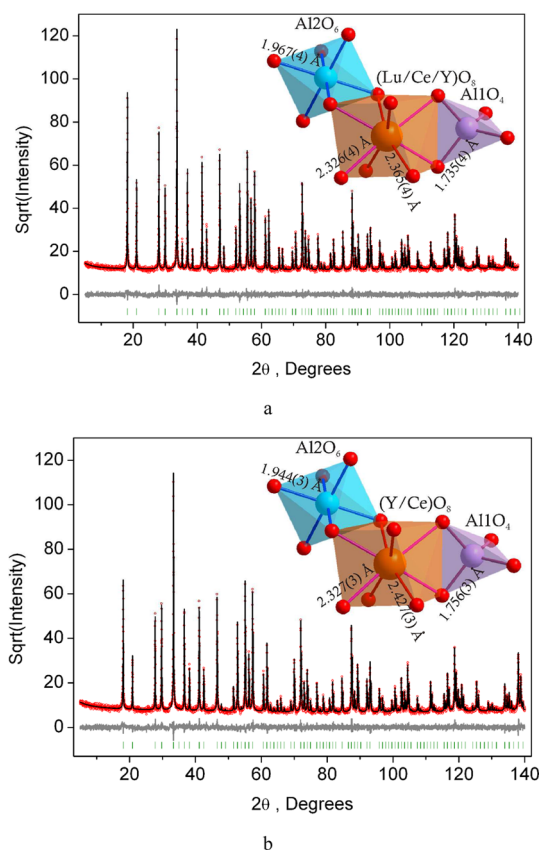 Al2O₆
1.967(4) Å
(Lu/Ce/Y)O₈
Al1O₄
2.326(4) Å
2.365(4) Å
1.735(4) Å
Sqrt(Intensity)
120
100
80
60
40
20
0
20 40 60 80 100 120 140
2θ , Degrees
a
Al2O₆
1.944(3) Å
(Y/Ce)O₈
Al1O₄
2.327(3) Å
2.427(3) Å
1.756(3) Å
Sqrt(Intensity)
120
100
80
60
40
20
0
20 40 60 80 100 120 140
2θ , Degrees
b